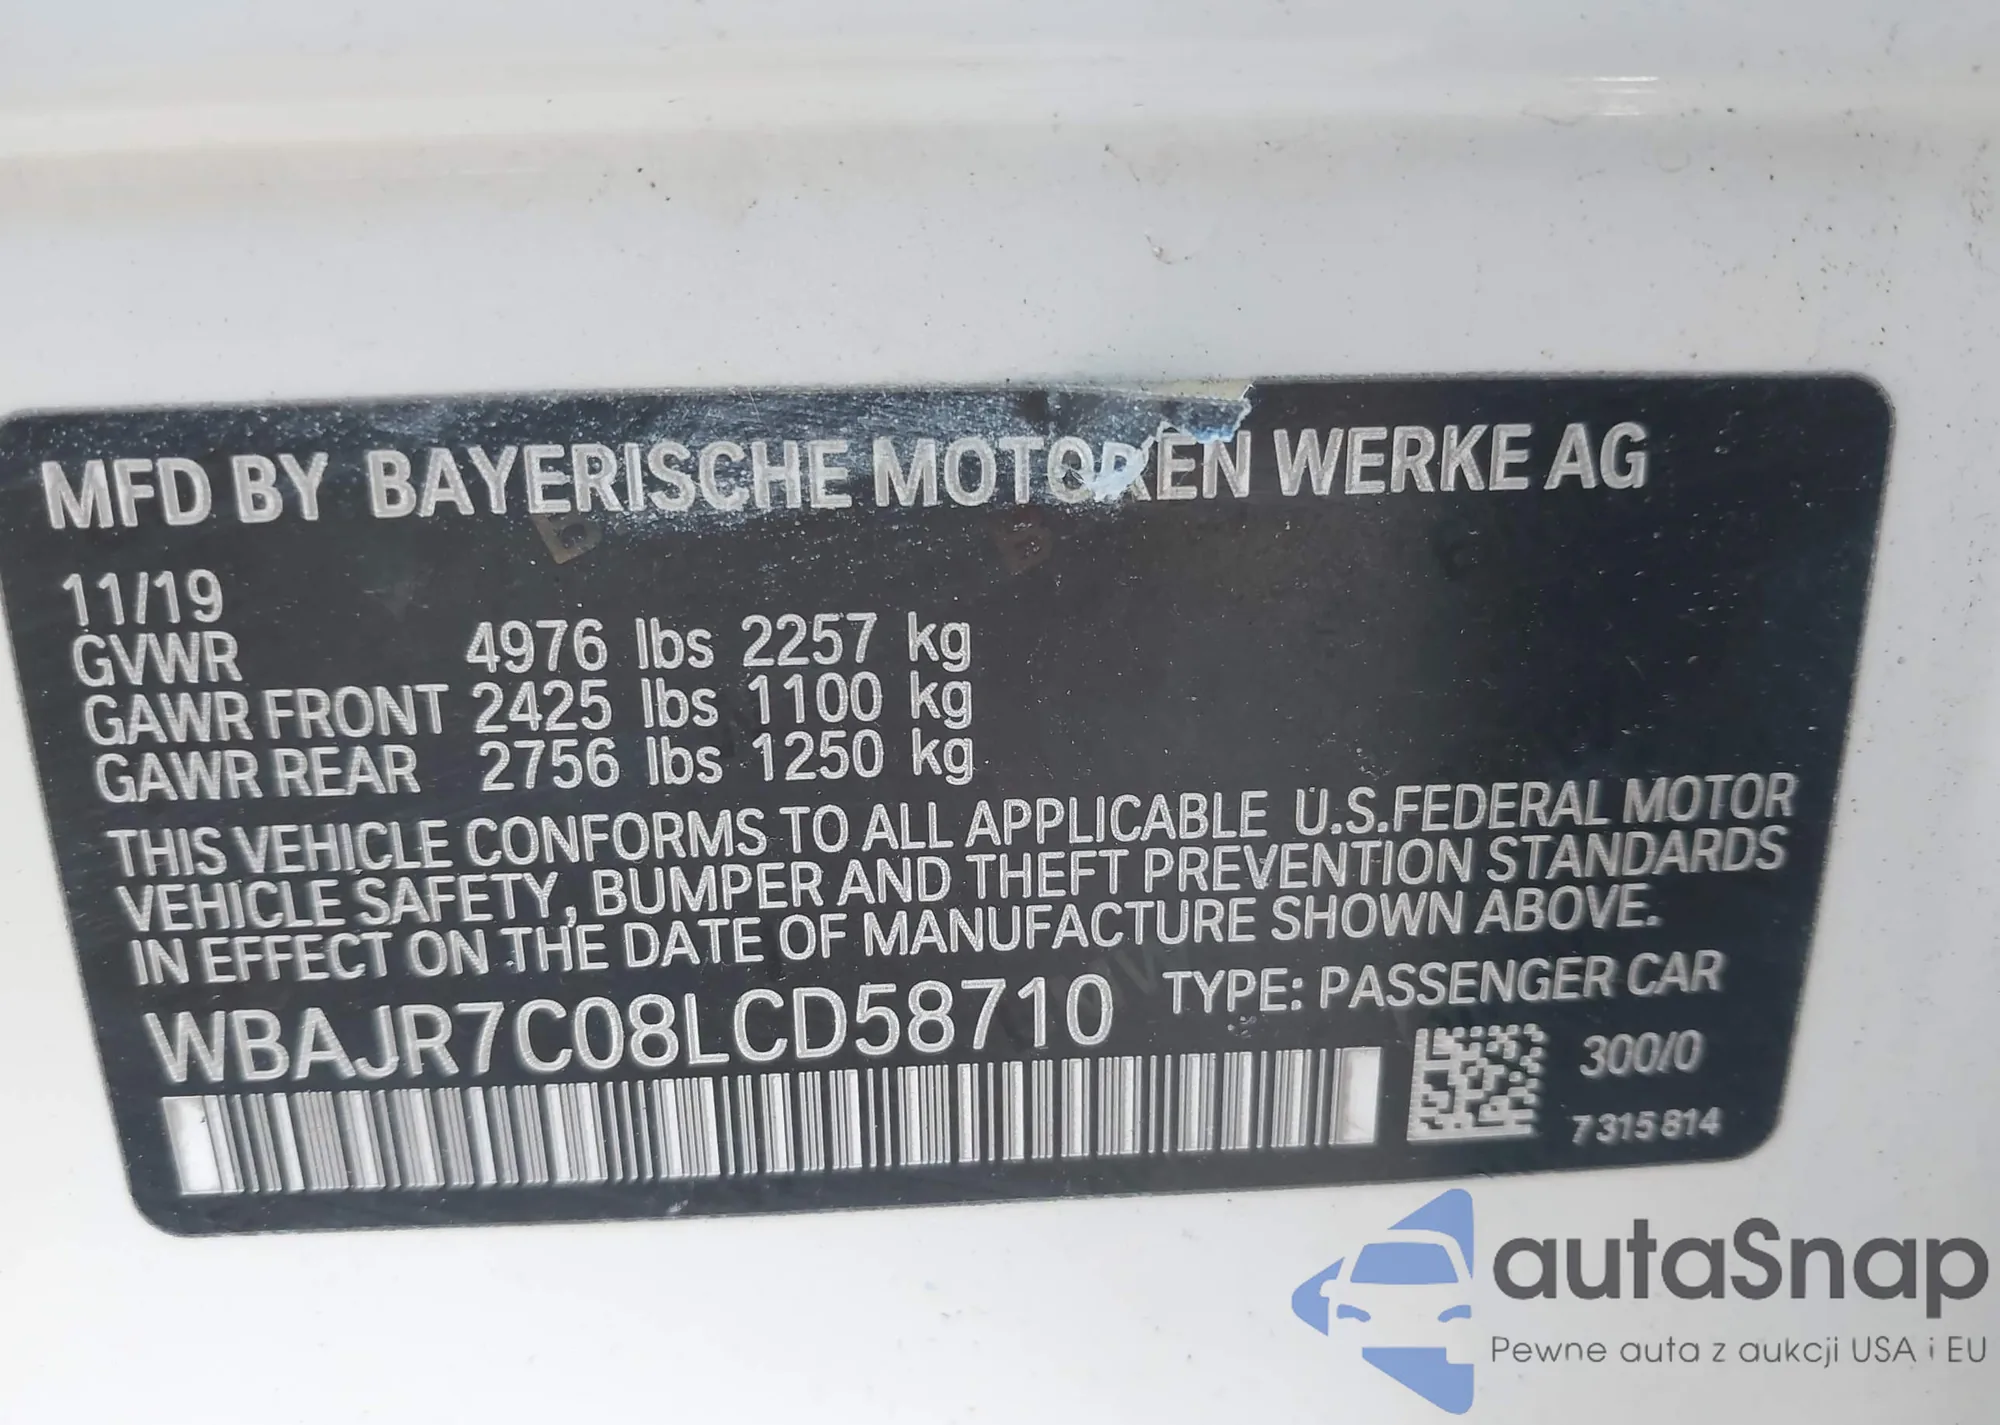 MFD BY BAYERISCHE MOTOREN WERKE AG
11/19
GVWR 4976 lbs 2257 kg
GAWR FRONT 2425 lbs 1100 kg
GAWR REAR 2756 lbs 1250 kg
THIS VEHICLE CONFORMS TO ALL APPLICABLE U.S.FEDERAL MOTOR
VEHICLE SAFETY, BUMPER AND THEFT PREVENTION STANDARDS
IN EFFECT ON THE DATE OF MANUFACTURE SHOWN ABOVE.
WBAJR7C08LCD58710 TYPE: PASSENGER CAR
300/0
7315814
autaSnap
Pewne auta z aukcji USA i EU